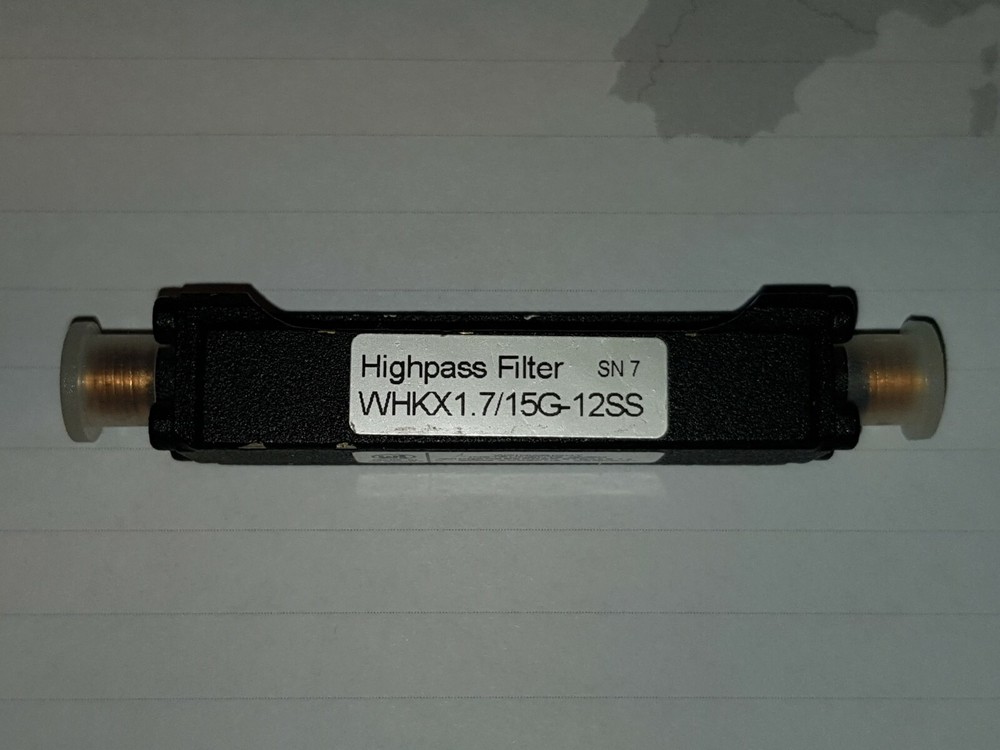 Highpass Filter SN 7
WHKX1.7/15G-12SS